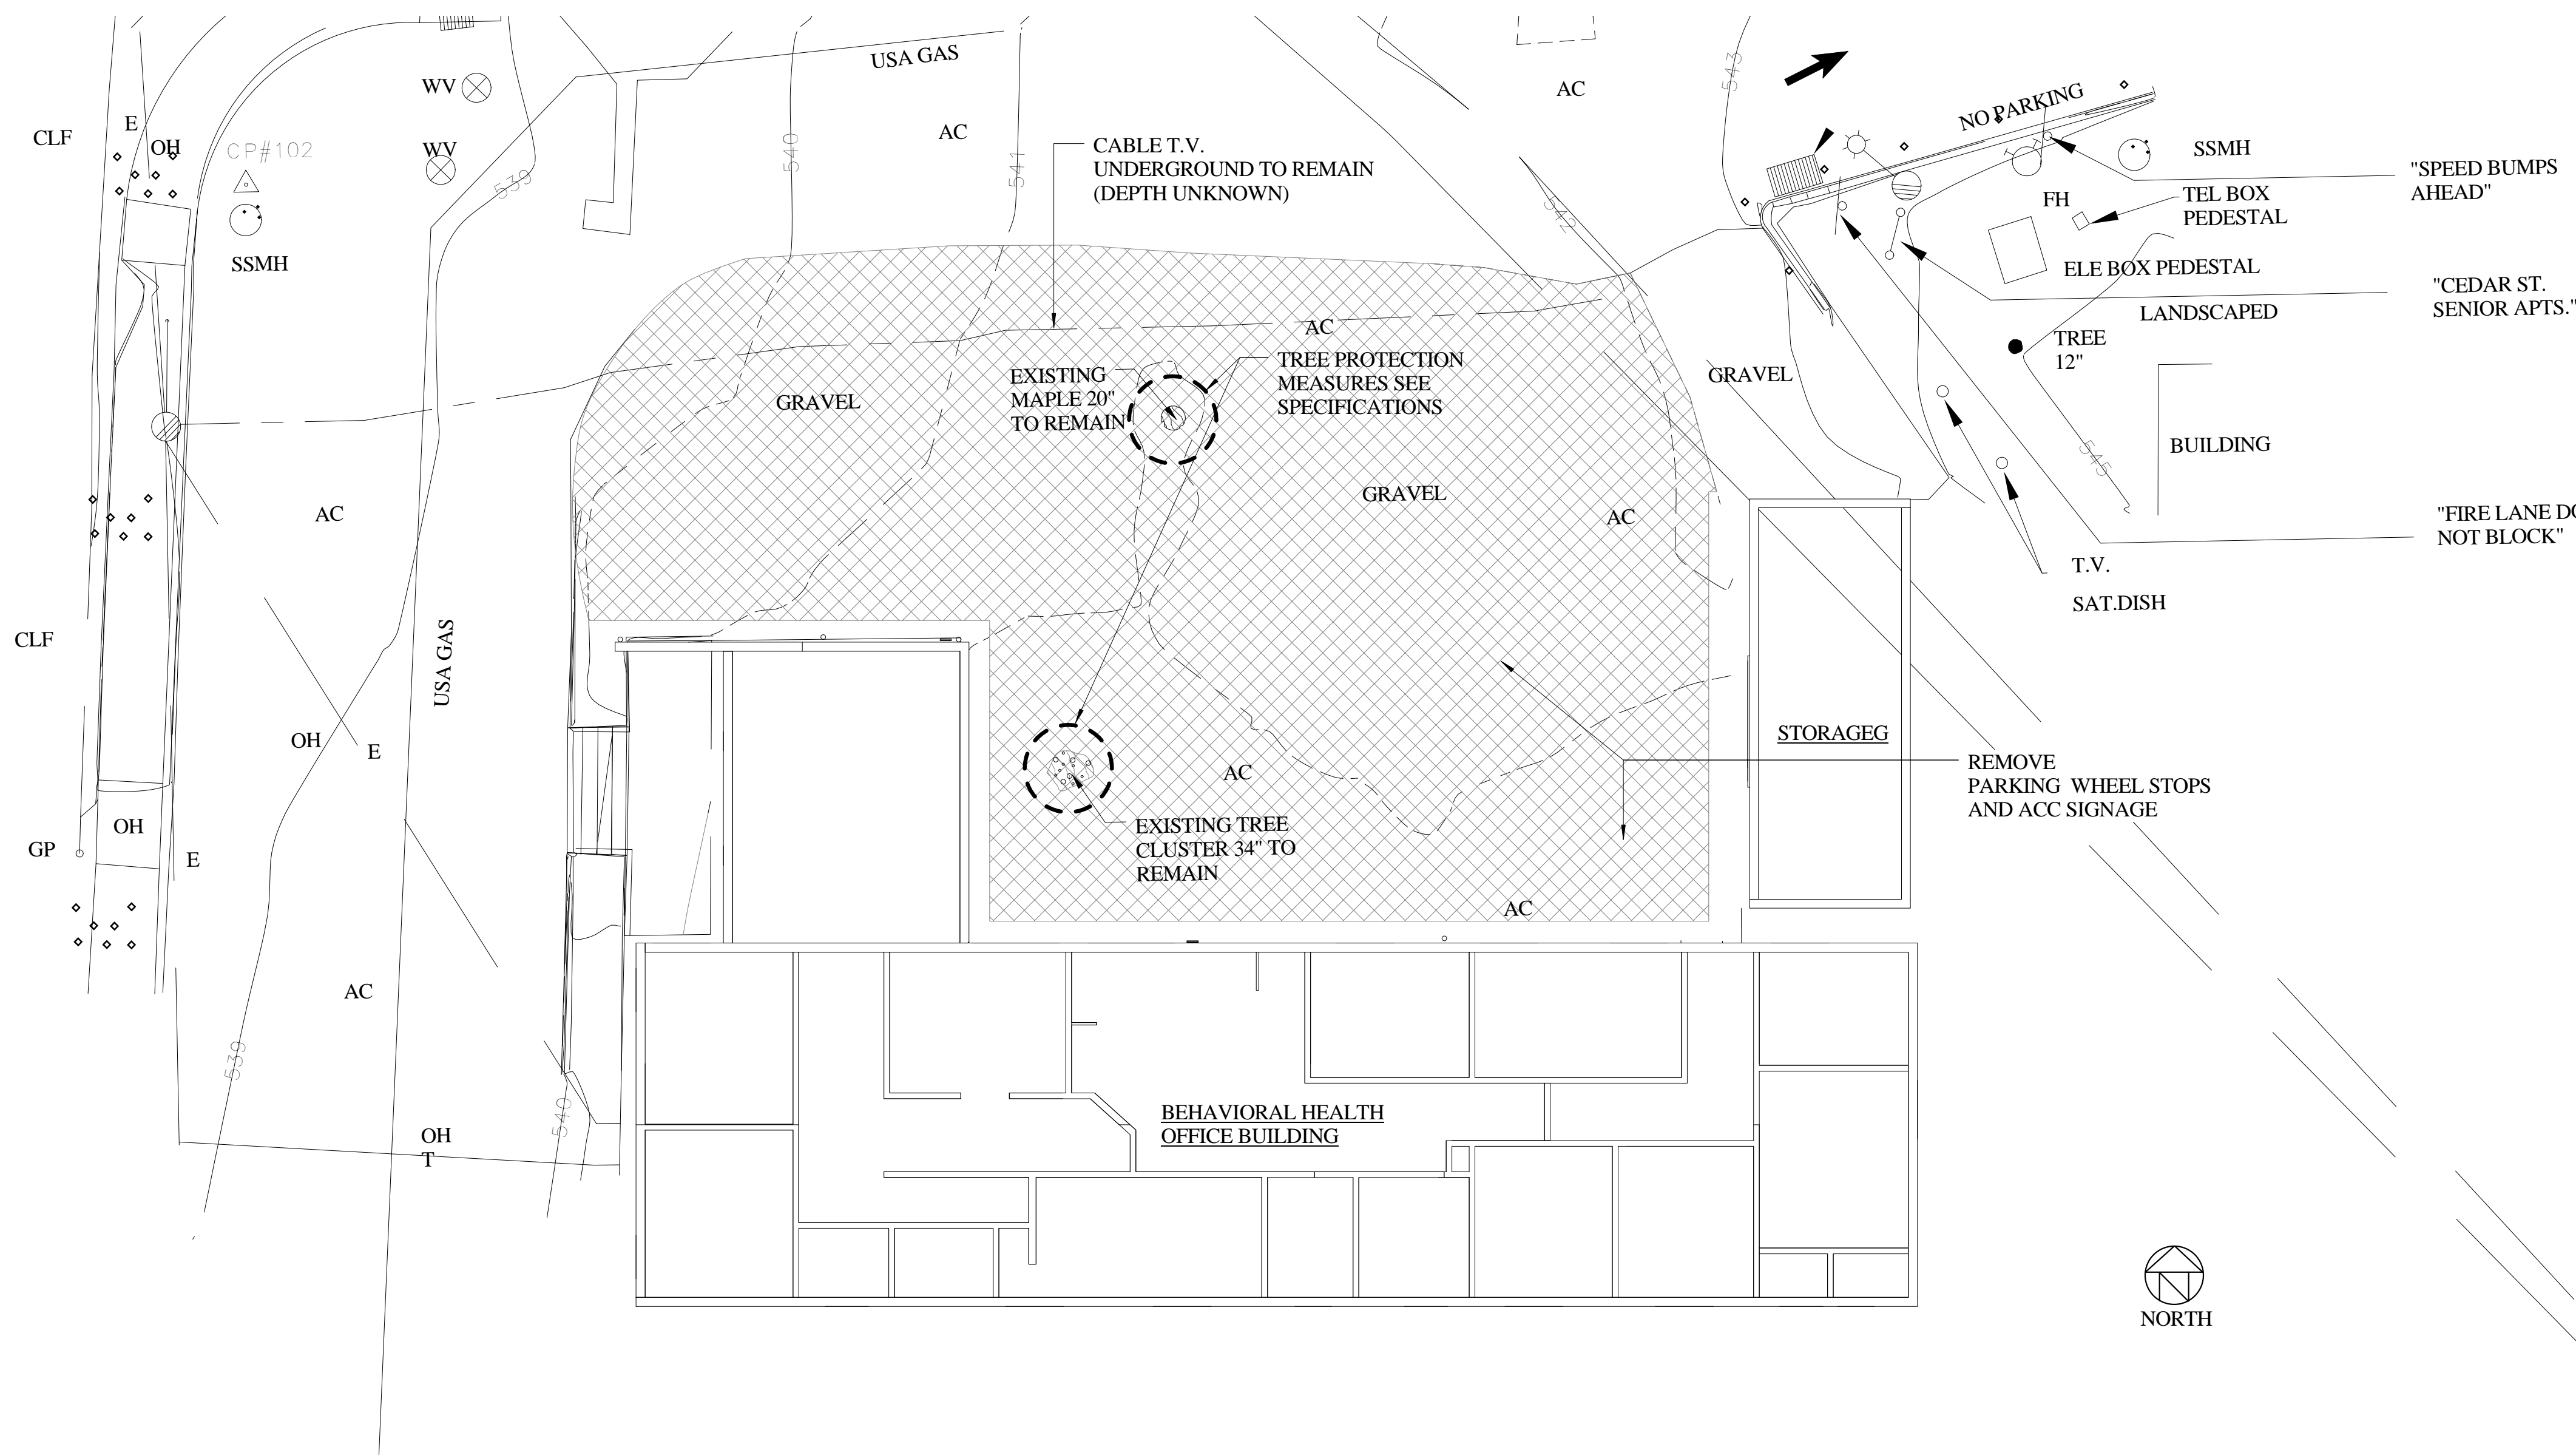 USA GAS
543
AC
NO PARKING
WV
CLF
E
OH
AC
540
541
CABLE T.V.
UNDERGROUND TO REMAIN
(DEPTH UNKNOWN)
CP#102
WV
539
SSMH
"SPEED BUMPS
AHEAD"
FH
TEL BOX
PEDESTAL
542
SSMH
ELE BOX PEDESTAL
"CEDAR ST.
SENIOR APTS."
LANDSCAPED
AC
TREE
12"
EXISTING
MAPLE 20"
TO REMAIN
TREE PROTECTION
MEASURES SEE
SPECIFICATIONS
GRAVEL
GRAVEL
BUILDING
545
GRAVEL
AC
AC
"FIRE LANE DO
NOT BLOCK"
T.V.
SAT.DISH
CLF
USA GAS
OH
E
STORAGEG
AC
REMOVE
PARKING WHEEL STOPS
AND ACC SIGNAGE
OH
GP
E
EXISTING TREE
CLUSTER 34" TO
REMAIN
AC
AC
539
540
BEHAVIORAL HEALTH
OFFICE BUILDING
OH
T
NORTH